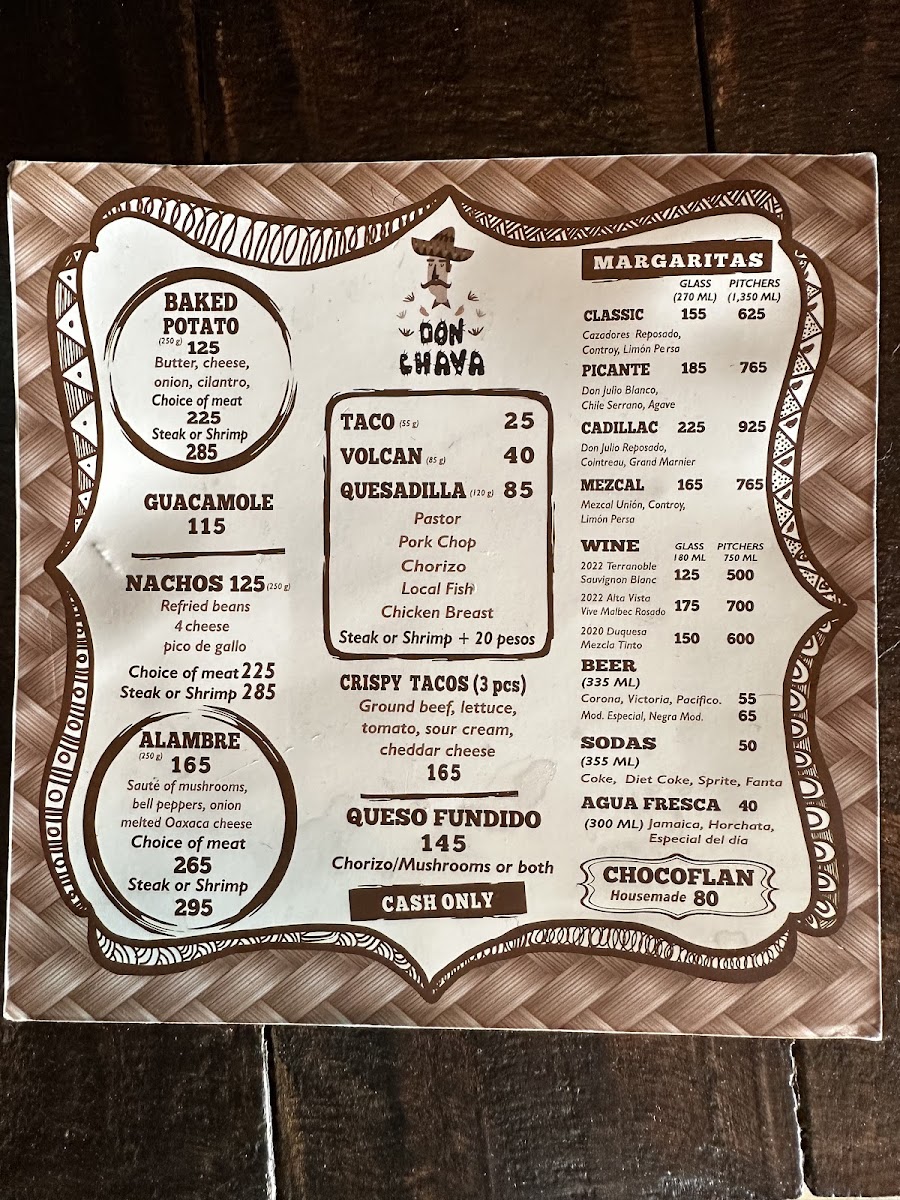 DON
CHAVA
BAKED
POTATO
(250 g) 125
Butter, cheese,
onion, cilantro,
Choice of meat
225
Steak or Shrimp
285
GUACAMOLE
115
NACHOS 125 (250 g)
Refried beans
4 cheese
pico de gallo
Choice of meat 225
Steak or Shrimp 285
ALAMBRE
(250 g) 165
Sauté of mushrooms,
bell peppers, onion
melted Oaxaca cheese
Choice of meat
265
Steak or Shrimp
295
TACO (55 g) 25
VOLCAN (85 g) 40
QUESADILLA (120 g) 85
Pastor
Pork Chop
Chorizo
Local Fish
Chicken Breast
Steak or Shrimp + 20 pesos
CRISPY TACOS (3 pcs)
Ground beef, lettuce,
tomato, sour cream,
cheddar cheese
165
QUESO FUNDIDO
145
Chorizo/Mushrooms or both
CASH ONLY
MARGARITAS
GLASS PITCHERS
(270 ML) (1,350 ML)
CLASSIC 155 625
Cazadores Reposado,
Controy, Limón Persa
PICANTE 185 765
Don Julio Blanco,
Chile Serrano, Agave
CADILLAC 225 925
Don Julio Reposado,
Cointreau, Grand Marnier
MEZCAL 165 765
Mezcal Unión, Controy,
Limón Persa
WINE GLASS PITCHERS
180 ML 750 ML
2022 Terranoble
Sauvignon Blanc 125 500
2022 Alta Vista
Vive Malbec Rosado 175 700
2020 Duquesa
Mezcla Tinto 150 600
BEER
(335 ML)
Corona, Victoria, Pacífico. 55
Mod. Especial, Negra Mod. 65
SODAS 50
(355 ML)
Coke, Diet Coke, Sprite, Fanta
AGUA FRESCA 40
(300 ML) Jamaica, Horchata,
Especial del día
CHOCOFLAN
Housemade 80